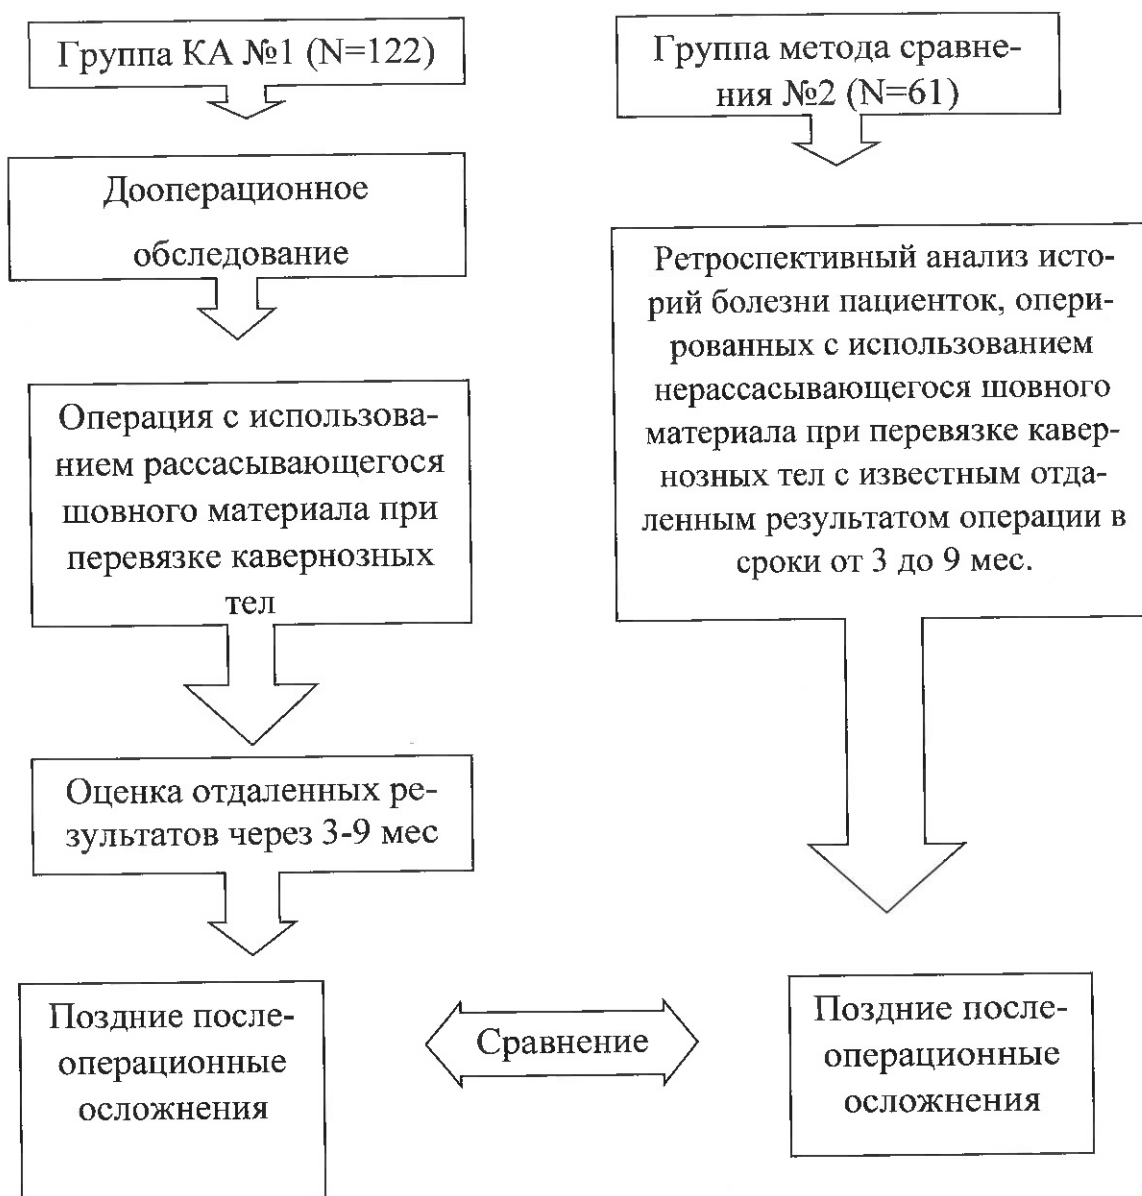 Группа КА №1 (N=122)
Дооперационное
обследование
Операция с использова-
нием рассасывающегося
шовного материала при
перевязке кавернозных
тел
Оценка отдаленных ре-
зультатов через 3-9 мес
Поздние после-
операционные
осложнения
Сравнение
Группа метода сравне-
ния №2 (N=61)
Ретроспективный анализ исто-
рий болезни пациенток, опери-
рованных с использованием
нерассасывающегося шовного
материала при перевязке кавер-
нозных тел с известным отда-
ленным результатом операции в
сроки от 3 до 9 мес.
Поздние после-
операционные
осложнения